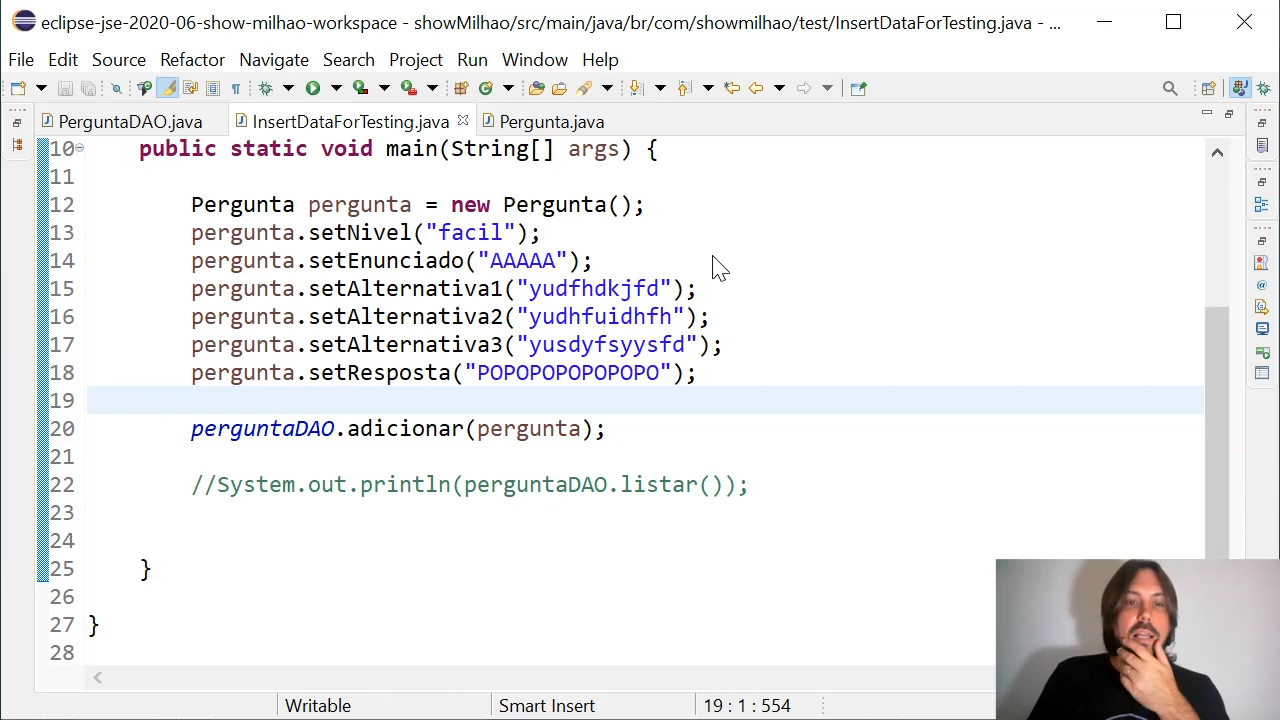 eclipse-jse-2020-06-show-milhao-workspace - showMilhao/src/main/java/br/com/showmilhao/test/InsertDataForTesting.java - ...
File Edit Source Refactor Navigate Search Project Run Window Help
PerguntaDAO.java InsertDataForTesting.java Pergunta.java
10 public static void main(String[] args) {
11
12 Pergunta pergunta = new Pergunta();
13 pergunta.setNivel("facil");
14 pergunta.setEnunciado("AAAAA");
15 pergunta.setAlternativa1("yudfhdkjfd");
16 pergunta.setAlternativa2("yudhfuidhfh");
17 pergunta.setAlternativa3("yusdyfsyysfd");
18 pergunta.setResposta("POPOPOPOPOPOPO");
19
20 perguntaDAO.adicionar(pergunta);
21
22 //System.out.println(perguntaDAO.listar());
23
24
25 }
26
27 }
28
Writable Smart Insert 19 : 1 : 554